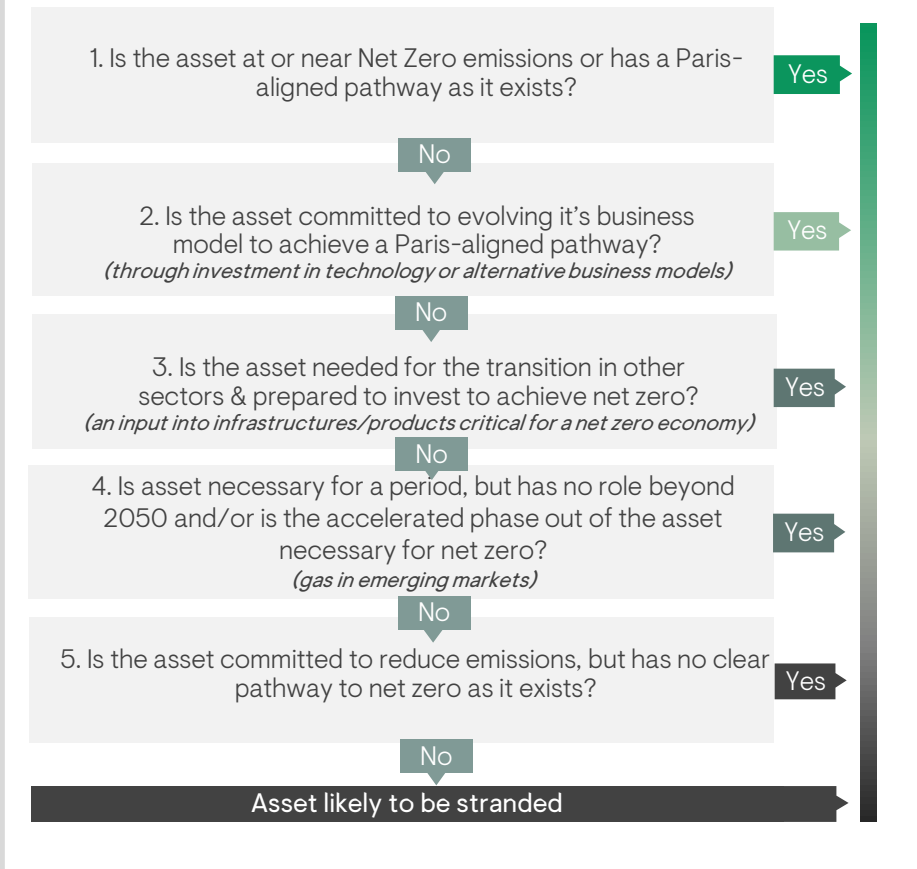 1. Is the asset at or near Net Zero emissions or has a Paris-
aligned pathway as it exists?
Yes
No
2. Is the asset committed to evolving it's business
model to achieve a Paris-aligned pathway?
(through investment in technology or alternative business models)
Yes
No
3. Is the asset needed for the transition in other
sectors & prepared to invest to achieve net zero?
(an input into infrastructures/products critical for a net zero economy)
Yes
No
4. Is asset necessary for a period, but has no role beyond
2050 and/or is the accelerated phase out of the asset
necessary for net zero?
(gas in emerging markets)
Yes
No
5. Is the asset committed to reduce emissions, but has no clear
pathway to net zero as it exists?
Yes
No
Asset likely to be stranded